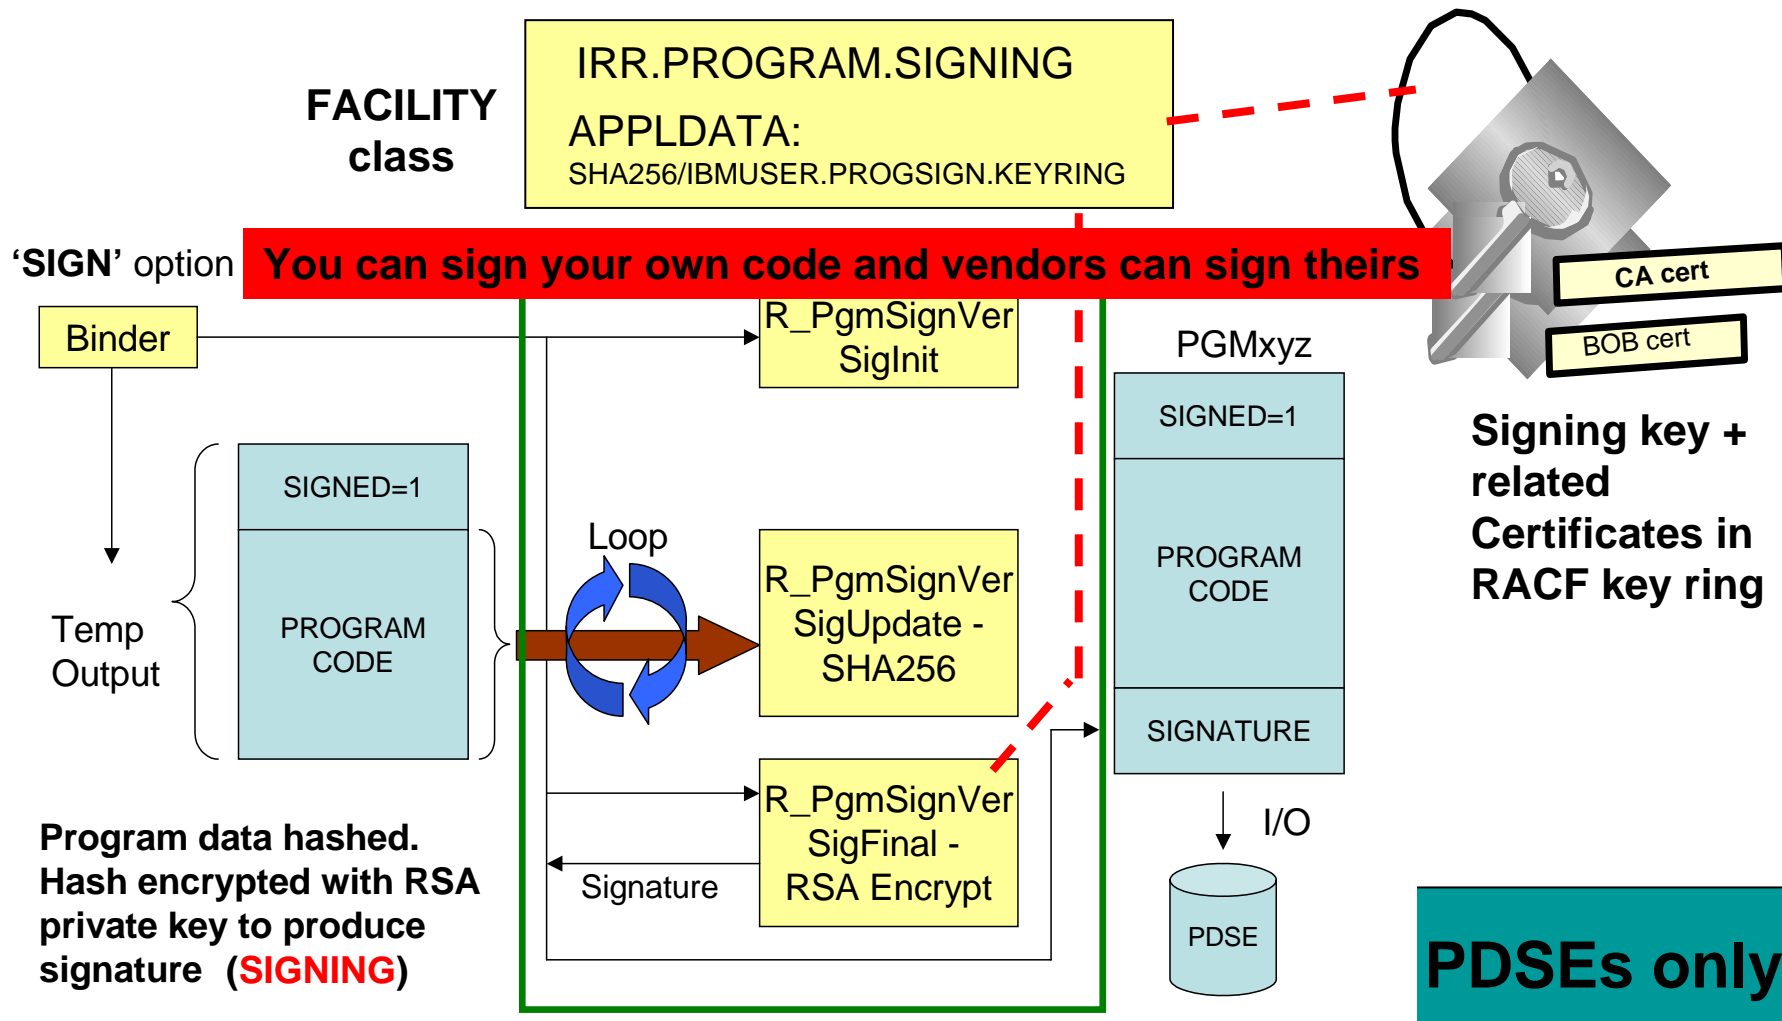 IRR.PROGRAM.SIGNING
APPLDATA:
SHA256/IBMUSER.PROGSIGN.KEYRING
FACILITY
class
‘SIGN’ option
You can sign your own code and vendors can sign theirs
CA cert
BOB cert
Binder
R_PgmSignVer
SigInit
PGMxyz
SIGNED=1
PROGRAM
CODE
SIGNATURE
Signing key +
related
Certificates in
RACF key ring
SIGNED=1
PROGRAM
CODE
Temp
Output
Loop
R_PgmSignVer
SigUpdate -
SHA256
R_PgmSignVer
SigFinal -
RSA Encrypt
Signature
I/O
PDSE
Program data hashed.
Hash encrypted with RSA
private key to produce
signature (SIGNING)
PDSEs only